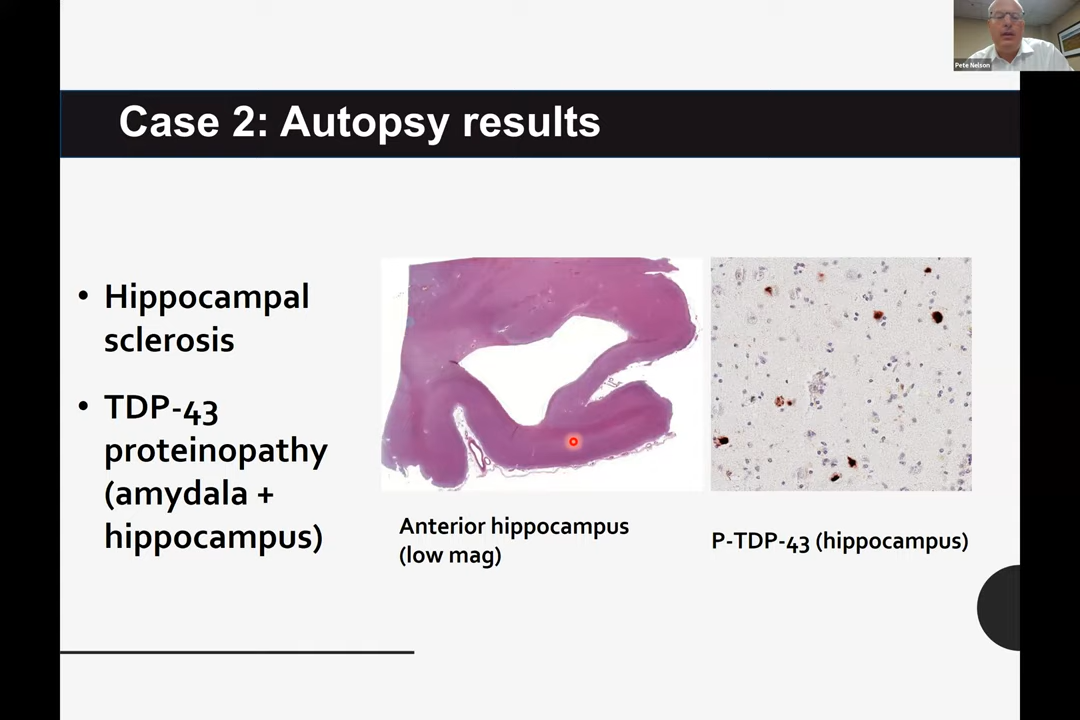 Pete Nelson
Case 2: Autopsy results
• Hippocampal
sclerosis
• TDP-43
proteinopathy
(amydala +
hippocampus)
Anterior hippocampus
(low mag)
P-TDP-43 (hippocampus)